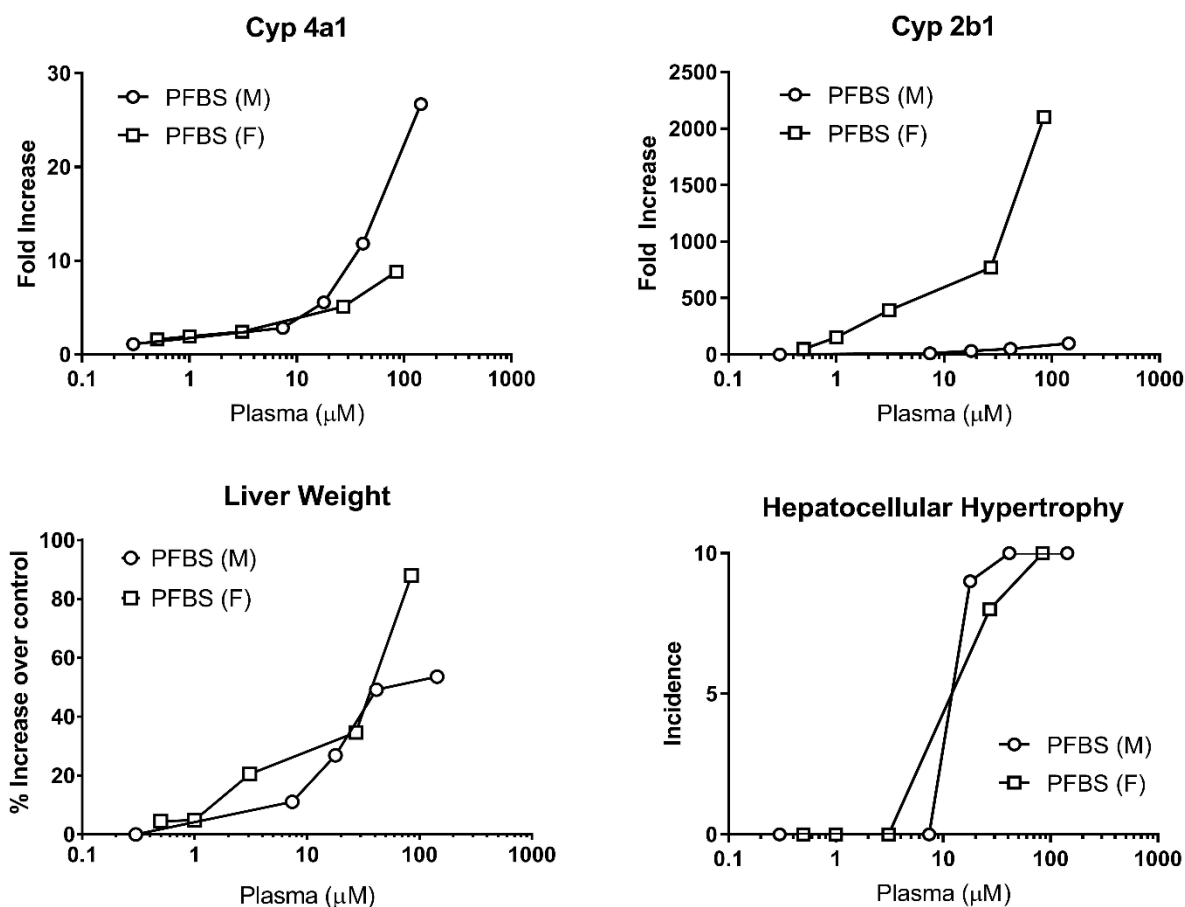 Cyp 4a1
30
20
10
0
Fold Increase
PFBS (M)
PFBS (F)
0.1 1 10 100 1000
Plasma (μM)
Cyp 2b1
2500
2000
1500
1000
500
0
Fold Increase
PFBS (M)
PFBS (F)
0.1 1 10 100 1000
Plasma (μM)
Liver Weight
100
80
60
40
20
0
% Increase over control
PFBS (M)
PFBS (F)
0.1 1 10 100 1000
Plasma (μM)
Hepatocellular Hypertrophy
10
5
0
Incidence
PFBS (M)
PFBS (F)
0.1 1 10 100 1000
Plasma (μM)